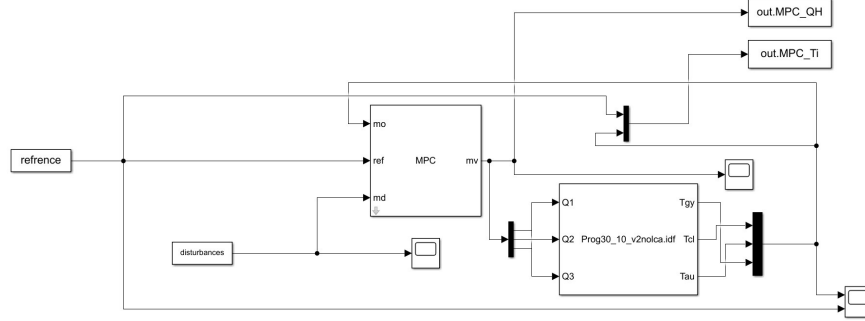 out.MPC_QH
out.MPC_Ti
mo
refrence
ref
MPC
mv
md
Q1
Tgy
disturbances
Q2
Prog30_10_v2nolca.idf
Tcl
Q3
Tau